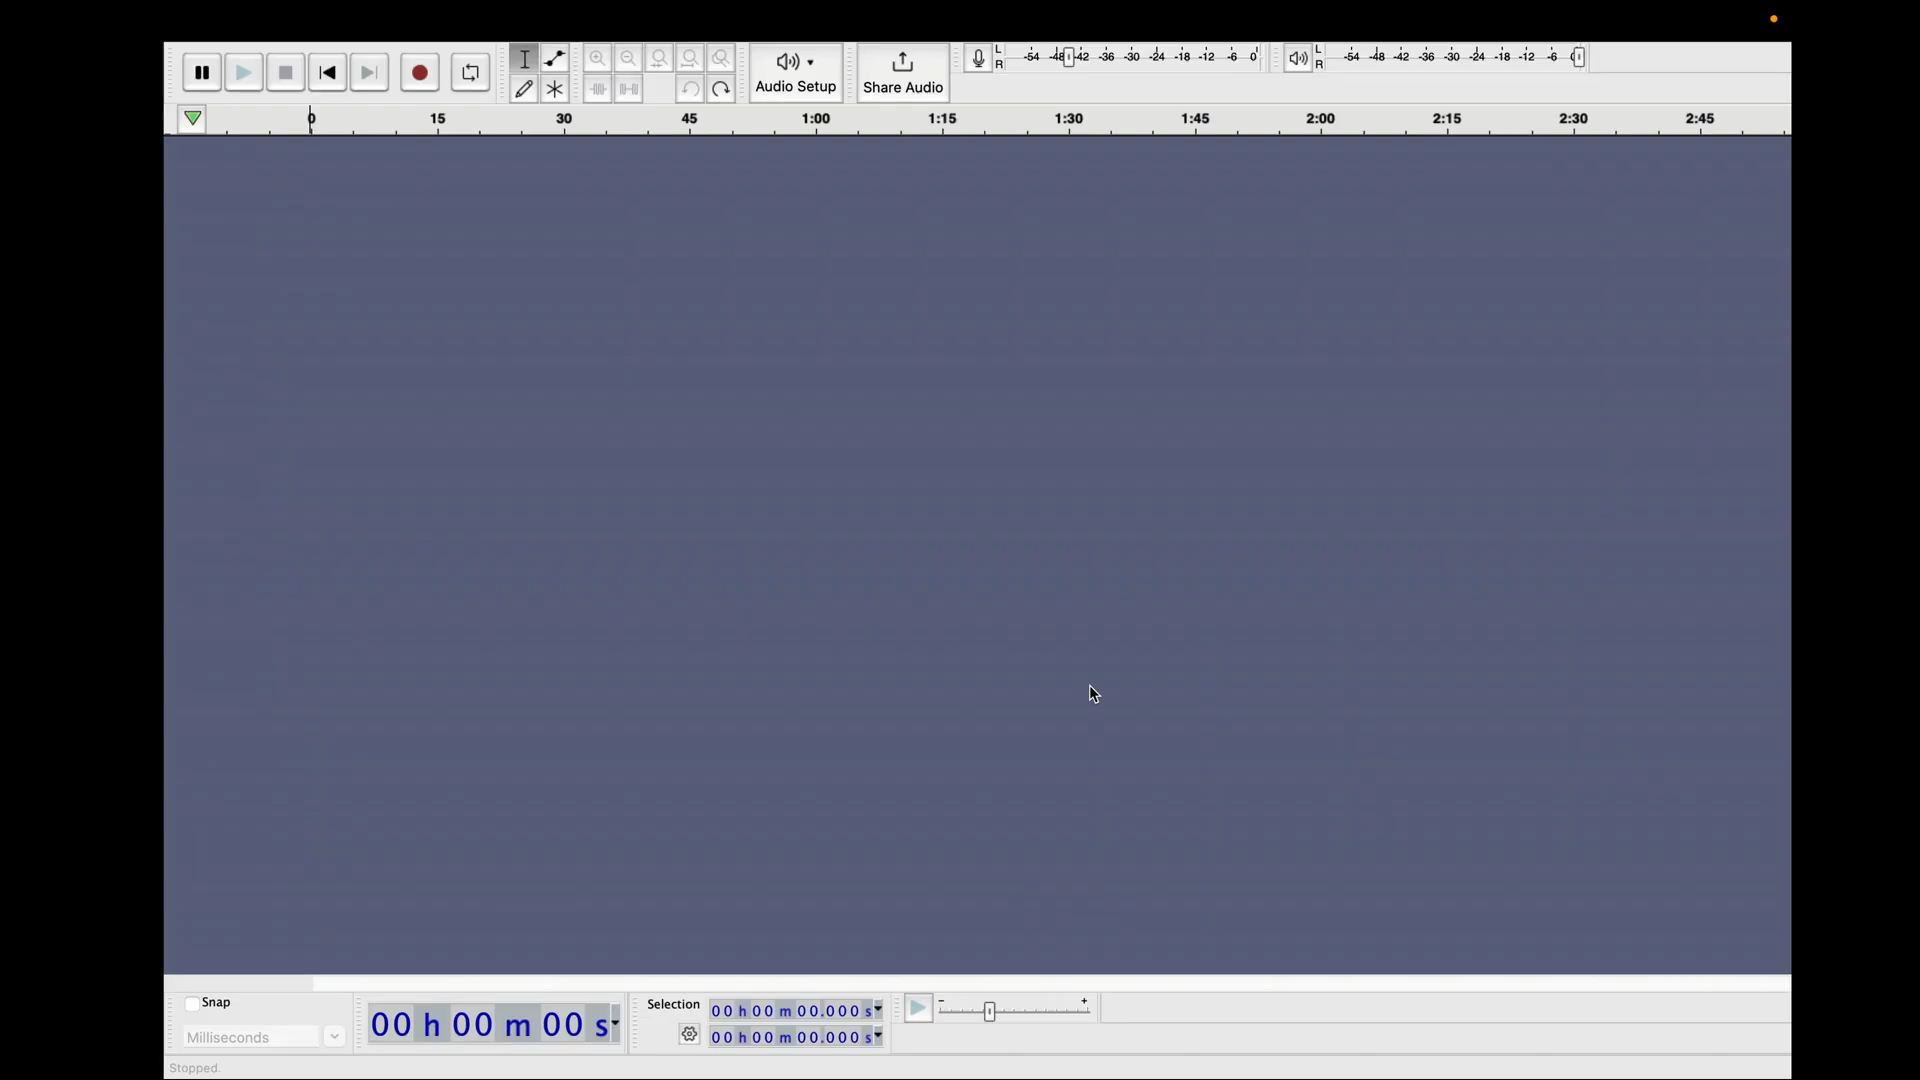 L
R
-54 -48 -42 -36 -30 -24 -18 -12 -6 0
L
R
-54 -48 -42 -36 -30 -24 -18 -12 -6
Audio Setup
Share Audio
0 15 30 45 1:00 1:15 1:30 1:45 2:00 2:15 2:30 2:45
Snap
Milliseconds
00 h 00 m 00 s
Selection
00 h 00 m 00.000 s
00 h 00 m 00.000 s
- +
Stopped.